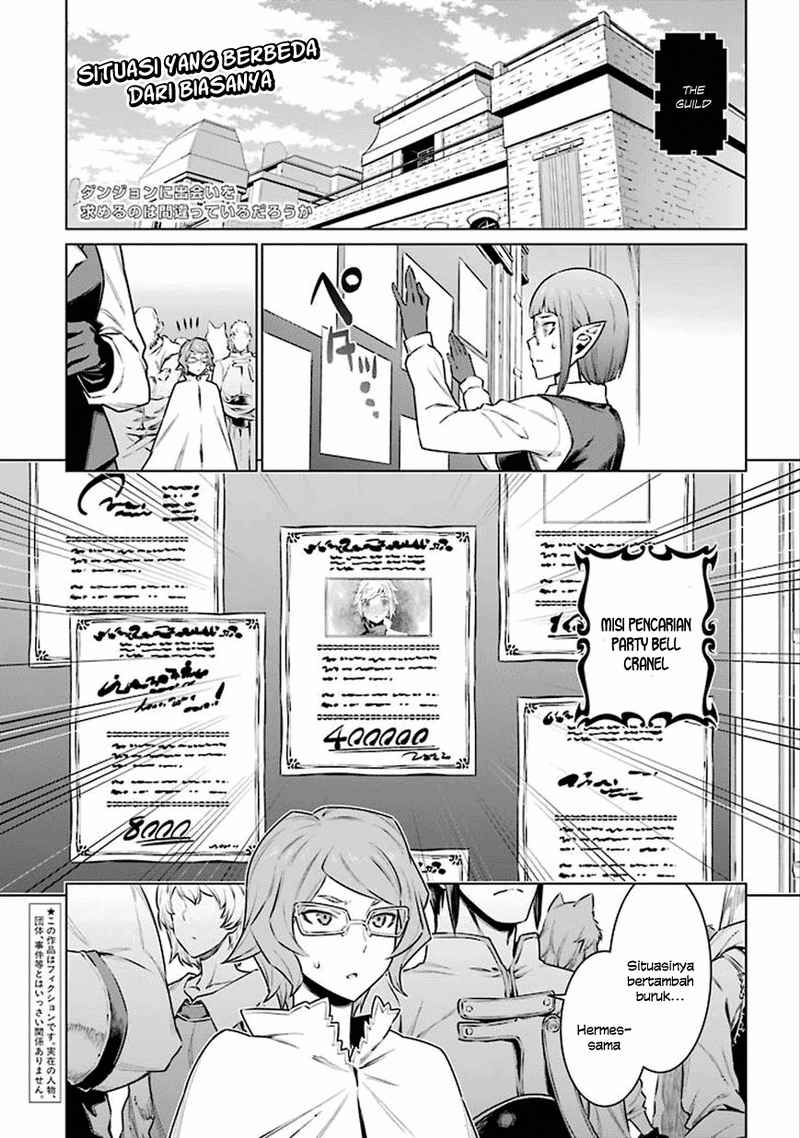 SITUASI YANG BERBEDA
DARI BIASANYA
THE
GUILD
ダンジョンに出会いを
求めるのは間違っているだろうか
ペタッ…
MISI PENCARIAN
PARTY BELL
CRANEL
400000
2022
8000
Situasinya
bertambah
buruk...
Hermes-
sama
★この作品はフィクションです。実在の人物、
団体、事件等とはいっさい関係ありません。